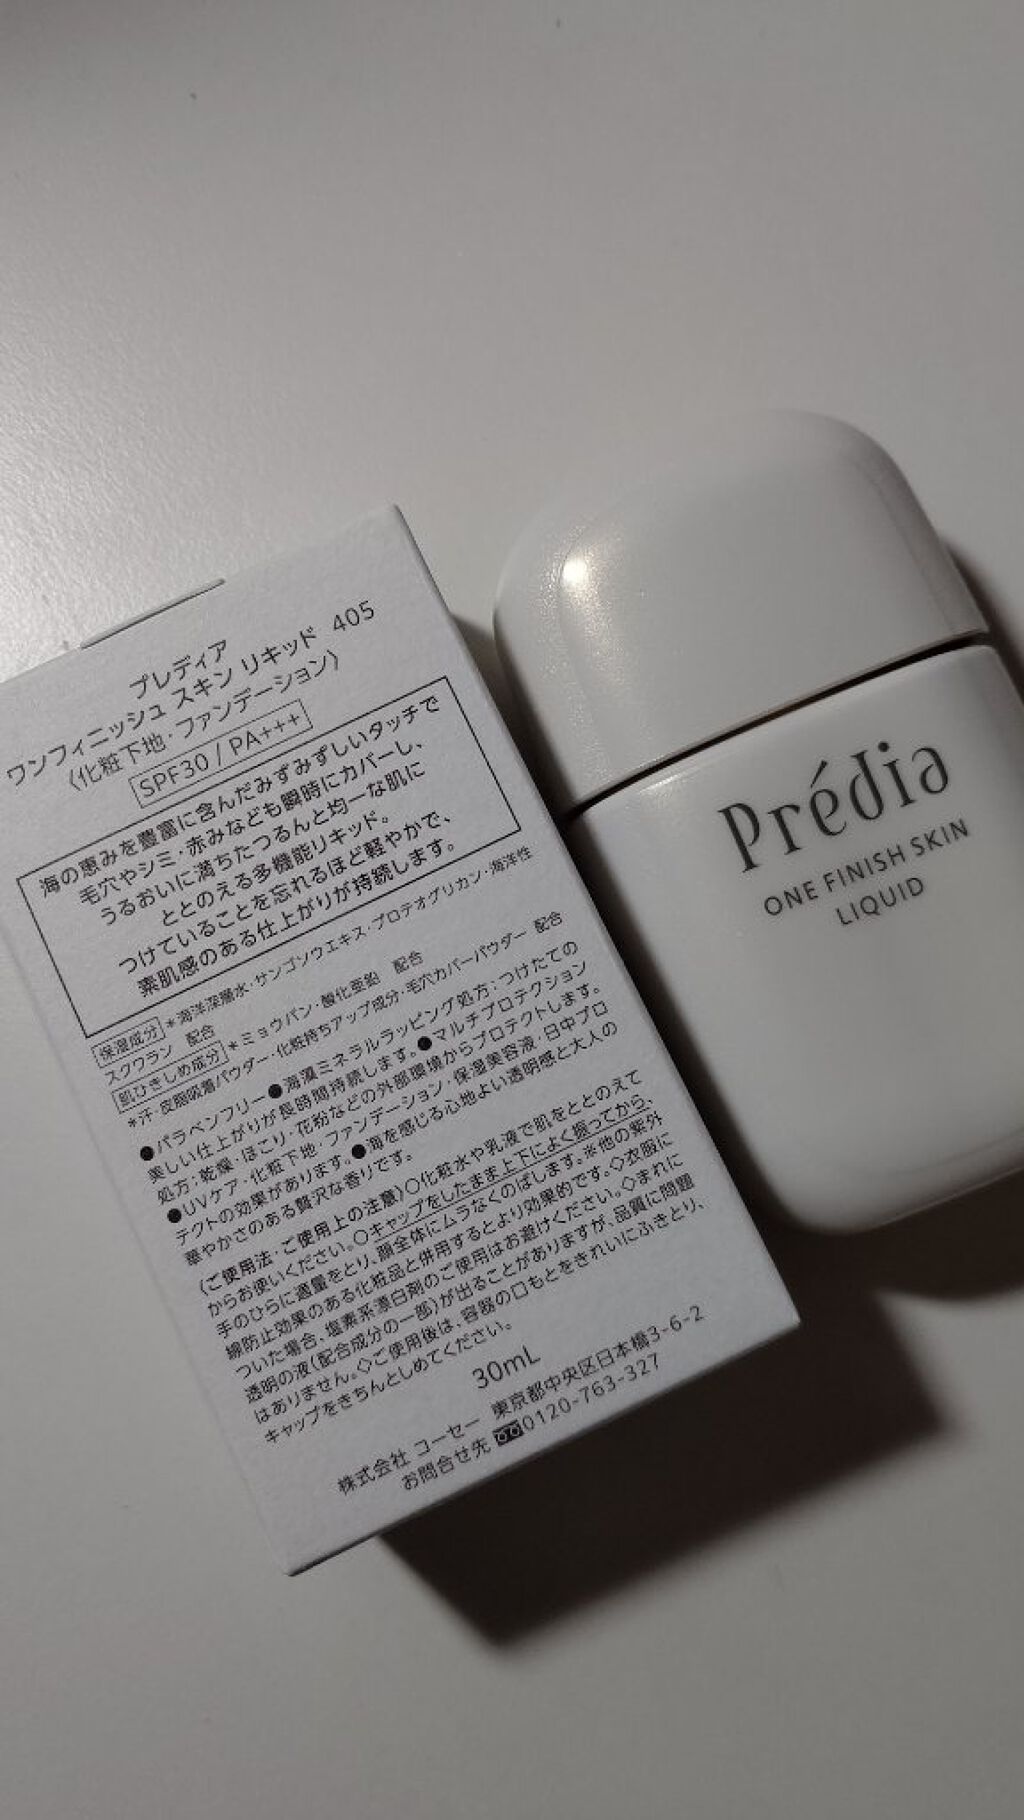 プレディア
ワンフィニッシュ スキン リキッド 405
〈化粧下地・ファンデーション〉
SPF30 / PA+++
海の恵みを豊富に含んだみずみずしいタッチで
毛穴やシミ・赤みなども瞬時にカバーし、
うるおいに満ちたつるんと均一な肌に
ととのえる多機能リキッド。
つけていることを忘れるほど軽やかで、
素肌感のある仕上がりが持続します。
保湿成分 *海洋深層水・サンゴソウエキス・プロテオグリカン・海洋性
スクワラン 配合
肌ひきしめ成分 *ミョウバン・酸化亜鉛 配合
*汗・皮脂吸着パウダー・化粧持ちアップ成分・毛穴カバーパウダー 配合
●パラベンフリー●海漠ミネラルラッピング処方：つけたての
美しい仕上がりが長時間持続します。●マルチプロテクション
処方：乾燥・ほこり・花粉などの外部環境からプロテクトします。
●UVケア・化粧下地・ファンデーション・保湿美容液・日中プロ
テクトの効果があります。●海を感じる心地よい透明感と大人の
華やかさのある贅沢な香りです。
〈ご使用法・ご使用上の注意〉○化粧水や乳液で肌をととのえて
からお使いください。○キャップをしたまま上下によく振ってから、
手のひらに適量をとり、顔全体にムラなくのばします。※他の紫外
線防止効果のある化粧品と併用するとより効果的です。◇衣服に
ついた場合、塩素系漂白剤のご使用はお避けください。◇まれに
透明の液(配合成分の一部)が出ることがありますが、品質に問題
はありません。◇ご使用後は、容器の口もとをきれいにふきとり、
キャップをきちんとしめてください。
30mL
株式会社 コーセー 東京都中央区日本橋3-6-2
お問合せ先 0120-763-327
Prédia
ONE FINISH SKIN
LIQUID